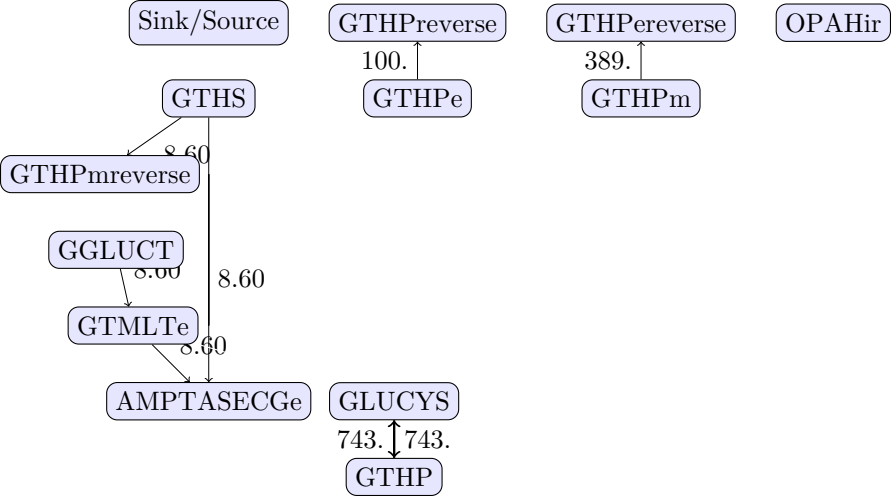 Sink/Source
GTHPreverse
GTHPereverse
OPAHir
100.
389.
GTHS
GTHPe
GTHPm
8.60
GTHPmreverse
GGLUCT
8.60
8.60
GTMLTe
8.60
AMPTASECGe
GLUCYS
743.
743.
GTHP